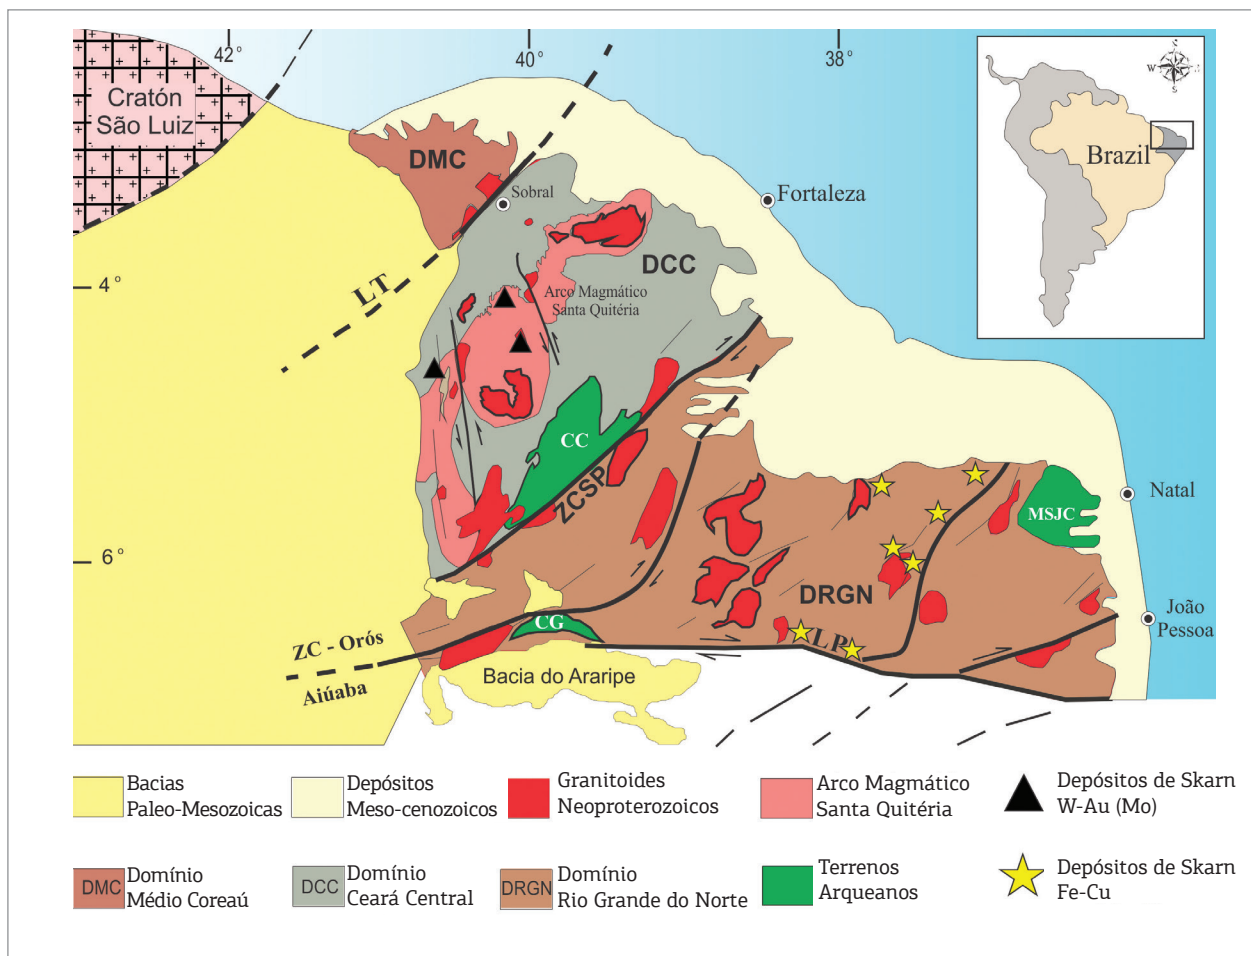 42°
40°
38°
Cratón
São Luiz
DMC
Sobral
Fortaleza
S
W
E
S
Brazil
DCC
4°
LT
Arco Magmático
Santa Quitéria
CC
ZCSP
Natal
MSJC
6°
DRGN
João
Pessoa
CG
LP
ZC - Orós
Aiúaba
Bacia do Araripe
Bacias
Paleo-Mesozoicas
Depósitos
Meso-cenozoicos
Granitoides
Neoproterozoicos
Arco Magmático
Santa Quitéria
Depósitos de Skarn
W-Au (Mo)
DMC
Domínio
Médio Coreaú
DCC
Domínio
Ceará Central
DRGN
Domínio
Rio Grande do Norte
Terrenos
Arqueanos
Depósitos de Skarn
Fe-Cu